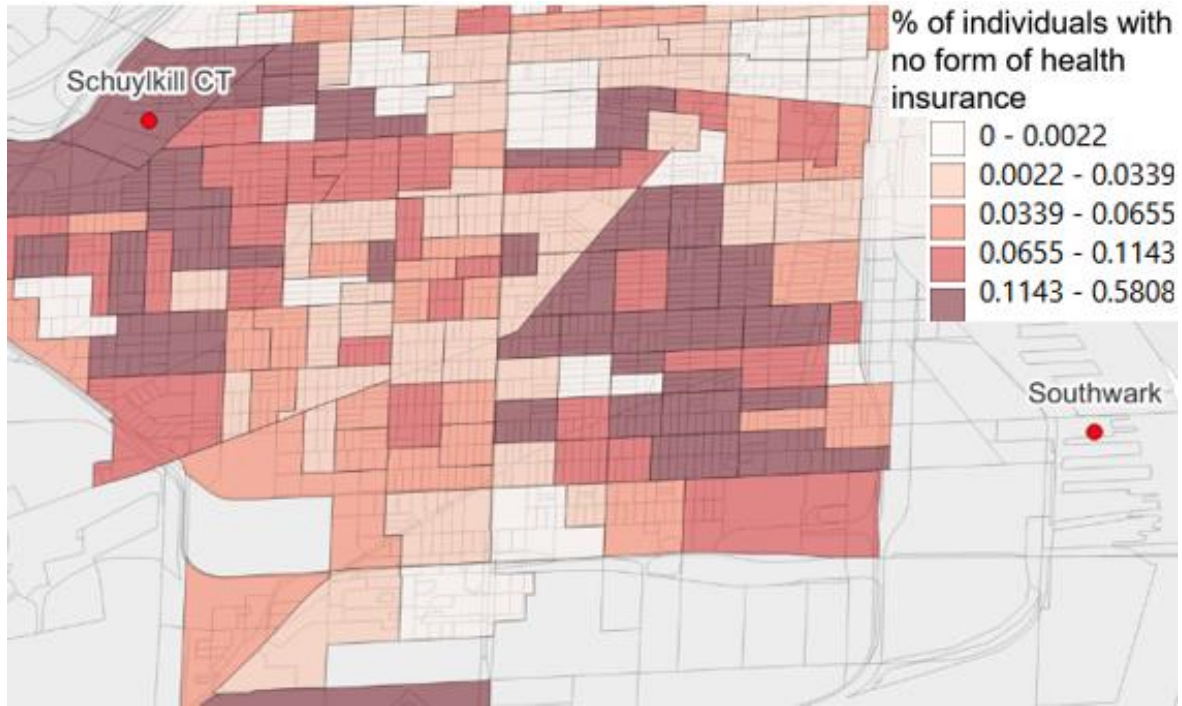 % of individuals with
no form of health
insurance
0 - 0.0022
0.0022 - 0.0339
0.0339 - 0.0655
0.0655 - 0.1143
0.1143 - 0.5808
Schuylkill CT
Southwark